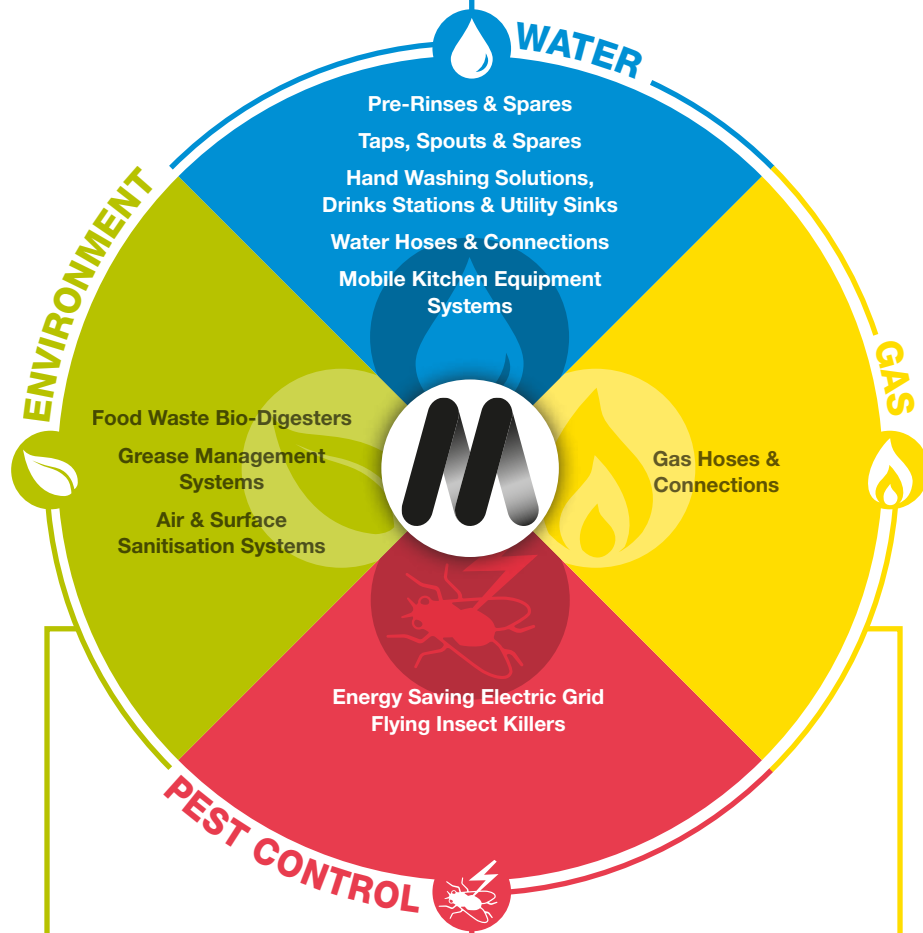 WATER
Pre-Rinses & Spares
Taps, Spouts & Spares
Hand Washing Solutions,
Drinks Stations & Utility Sinks
Water Hoses & Connections
Mobile Kitchen Equipment
Systems
ENVIRONMENT
Food Waste Bio-Digesters
Grease Management
Systems
Air & Surface
Sanitisation Systems
M
GAS
Gas Hoses &
Connections
Energy Saving Electric Grid
Flying Insect Killers
PEST CONTROL